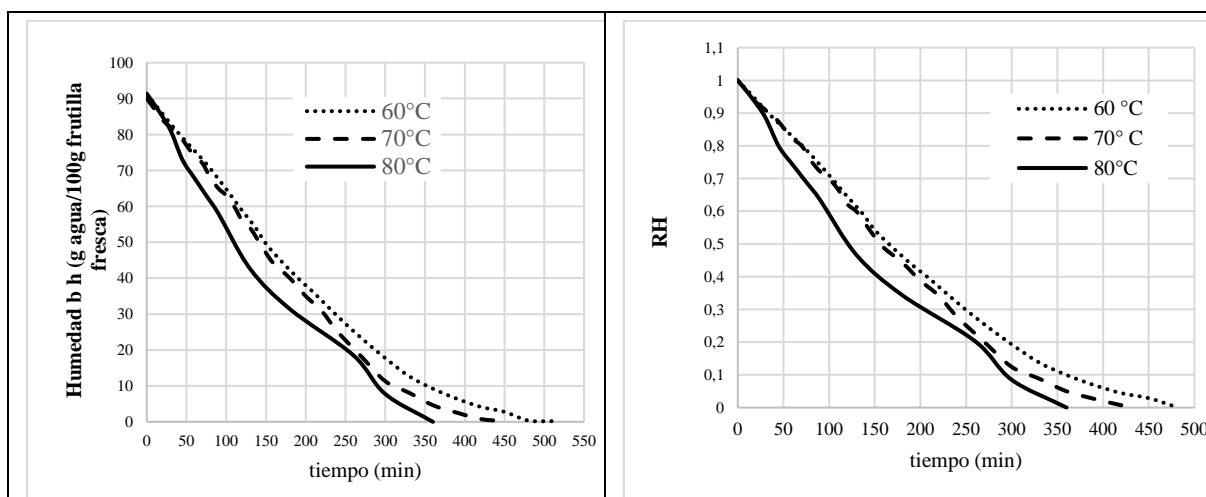 100
90
80
70
60
50
40
30
20
10
0
0 50 100 150 200 250 300 350 400 450 500 550
Humedad b h (g agua/100g frutilla
fresca)
tiempo (min)
60°C
70°C
80°C
1,1
1
0,9
0,8
0,7
0,6
0,5
0,4
0,3
0,2
0,1
0
0 50 100 150 200 250 300 350 400 450 500
RH
tiempo (min)
60 °C
70° C
80°C